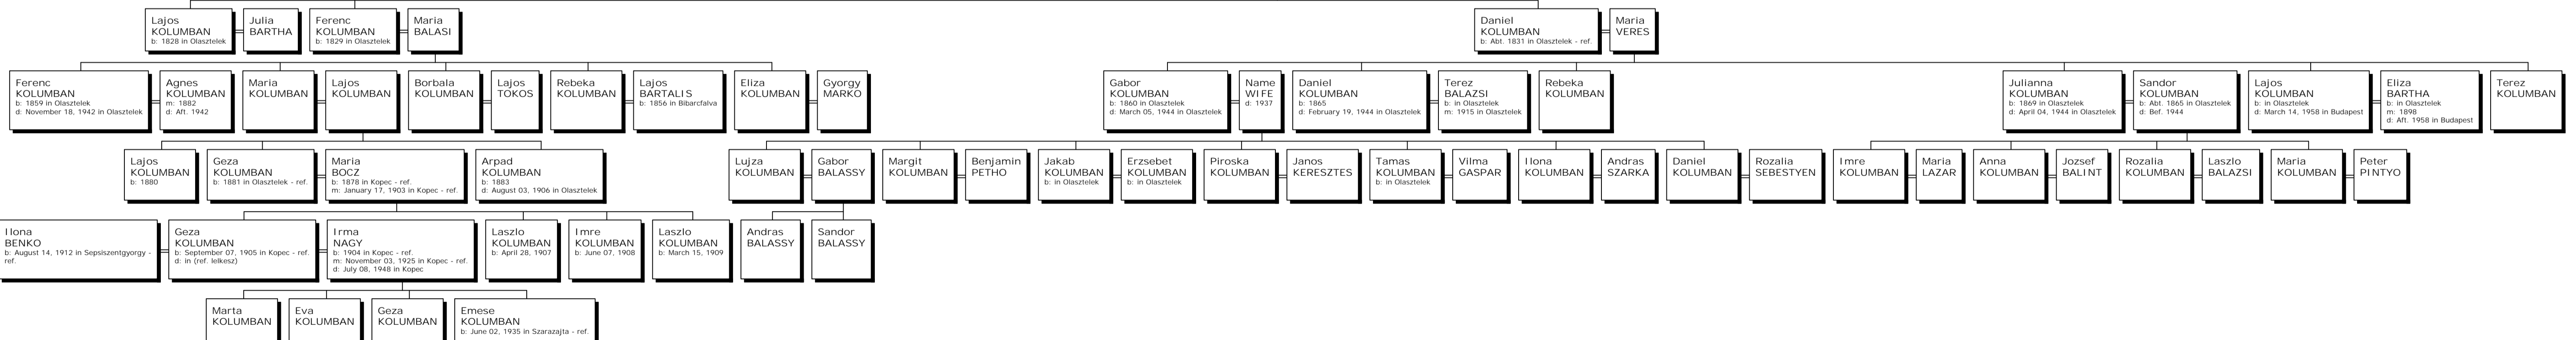 Lajos
KOLUMBAN
b: 1828 in Olasztelek
Julia
BARTHA
Ferenc
KOLUMBAN
b: 1829 in Olasztelek
Maria
BALASI
Daniel
KOLUMBAN
b: Abt. 1831 in Olasztelek - ref.
Maria
VERES
Ferenc
KOLUMBAN
b: 1859 in Olasztelek
d: November 18, 1942 in Olasztelek
Agnes
KOLUMBAN
m: 1882
d: Aft. 1942
Maria
KOLUMBAN
Lajos
KOLUMBAN
Borbala
KOLUMBAN
Lajos
TOKOS
Rebeka
KOLUMBAN
Lajos
BARTALIS
b: 1856 in Bibarcfalva
Eliza
KOLUMBAN
Gyorgy
MARKO
Gabor
KOLUMBAN
b: 1860 in Olasztelek
d: March 05, 1944 in Olasztelek
Name
WIFE
d: 1937
Daniel
KOLUMBAN
b: 1865
d: February 19, 1944 in Olasztelek
Terez
BALAZSI
b: in Olasztelek
m: 1915 in Olasztelek
Rebeka
KOLUMBAN
Julianna
KOLUMBAN
b: 1869 in Olasztelek
d: April 04, 1944 in Olasztelek
Sandor
KOLUMBAN
b: Abt. 1865 in Olasztelek
d: Bef. 1944
Lajos
KOLUMBAN
b: in Olasztelek
d: March 14, 1958 in Budapest
Eliza
BARTHA
b: in Olasztelek
m: 1898
d: Aft. 1958 in Budapest
Terez
KOLUMBAN
Lajos
KOLUMBAN
b: 1880
Geza
KOLUMBAN
b: 1881 in Olasztelek - ref.
Maria
BOCZ
b: 1878 in Kopec - ref.
m: January 17, 1903 in Kopec - ref.
Arpad
KOLUMBAN
b: 1883
d: August 03, 1906 in Olasztelek
Lujza
KOLUMBAN
Gabor
BALASSY
Margit
KOLUMBAN
Benjamin
PETHO
Jakab
KOLUMBAN
b: in Olasztelek
Erzsebet
KOLUMBAN
b: in Olasztelek
Piroska
KOLUMBAN
Janos
KERESZTES
Tamas
KOLUMBAN
b: in Olasztelek
Vilma
GASPAR
Ilona
KOLUMBAN
Andras
SZARKA
Daniel
KOLUMBAN
Rozalia
SEBESTYEN
Imre
KOLUMBAN
Maria
LAZAR
Anna
KOLUMBAN
Jozsef
BALINT
Rozalia
KOLUMBAN
Laszlo
BALAZSI
Maria
KOLUMBAN
Peter
PINTYO
Ilona
BENKO
b: August 14, 1912 in Sepsiszentgyorgy -
ref.
Geza
KOLUMBAN
b: September 07, 1905 in Kopec - ref.
d: in (ref. lelkesz)
Irma
NAGY
b: 1904 in Kopec - ref.
m: November 03, 1925 in Kopec - ref.
d: July 08, 1948 in Kopec
Laszlo
KOLUMBAN
b: April 28, 1907
Imre
KOLUMBAN
b: June 07, 1908
Laszlo
KOLUMBAN
b: March 15, 1909
Andras
BALASSY
Sandor
BALASSY
Marta
KOLUMBAN
Eva
KOLUMBAN
Geza
KOLUMBAN
Emese
KOLUMBAN
b: June 02, 1935 in Szarazajta - ref.